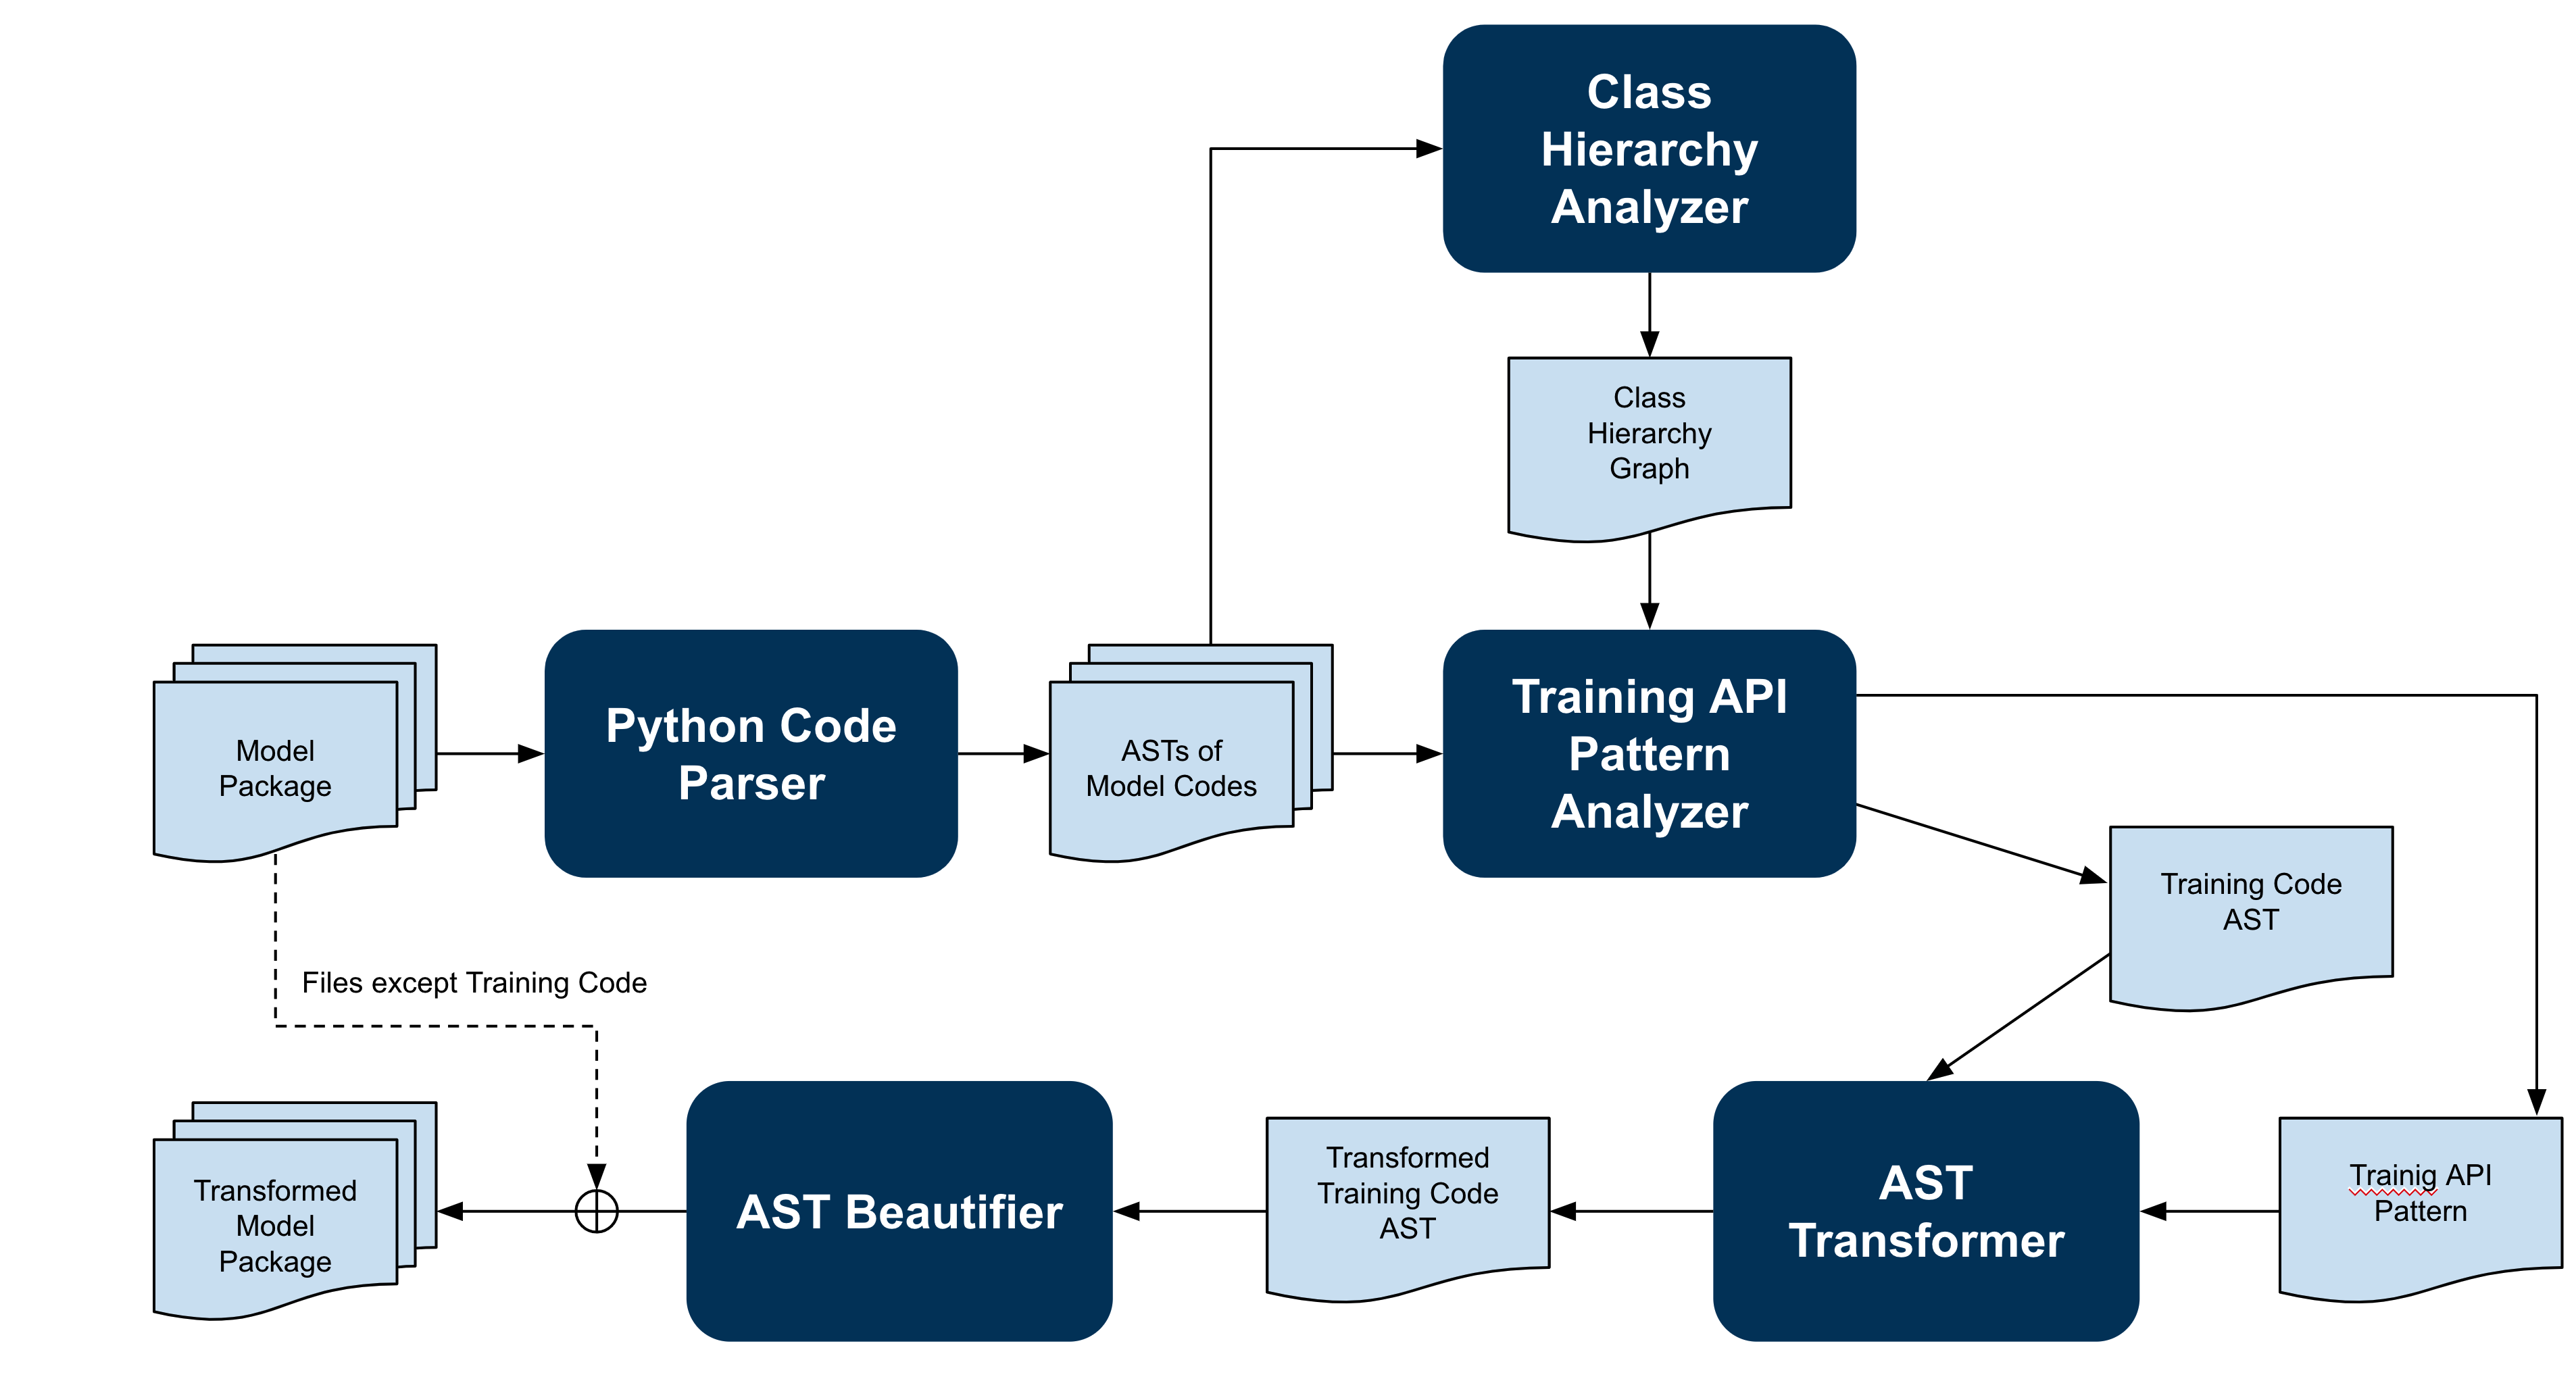 Class
Hierarchy
Analyzer
Class
Hierarchy
Graph
Model
Package
Python Code
Parser
ASTs of
Model Codes
Training API
Pattern
Analyzer
Training Code
AST
Files except Training Code
Transformed
Model
Package
AST Beautifier
Transformed
Training Code
AST
AST
Transformer
Trainig API
Pattern